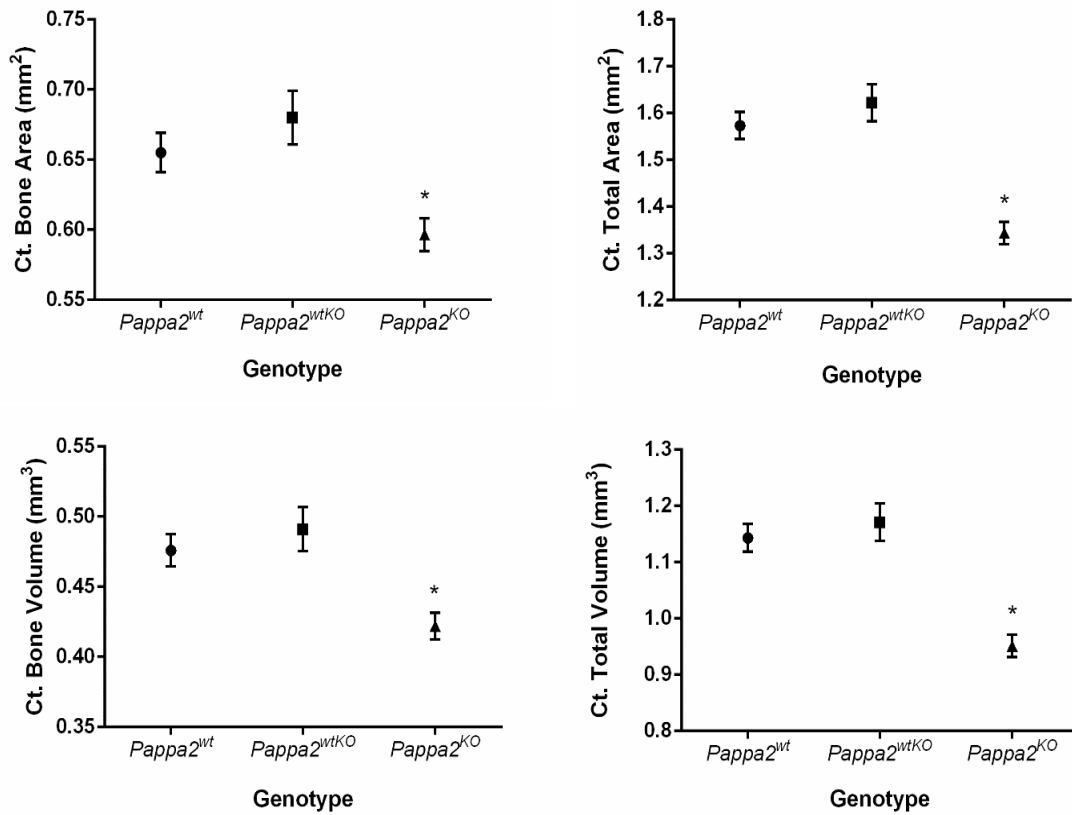 Ct. Bone Area (mm²)
0.75
0.70
0.65
0.60
0.55
*
Pappa2ʷᵗ Pappa2ʷᵗᴷᴼ Pappa2ᴷᴼ
Genotype
Ct. Total Area (mm²)
1.8
1.7
1.6
1.5
1.4
1.3
1.2
*
Pappa2ʷᵗ Pappa2ʷᵗᴷᴼ Pappa2ᴷᴼ
Genotype
Ct. Bone Volume (mm³)
0.55
0.50
0.45
0.40
0.35
*
Pappa2ʷᵗ Pappa2ʷᵗᴷᴼ Pappa2ᴷᴼ
Genotype
Ct. Total Volume (mm³)
1.3
1.2
1.1
1.0
0.9
0.8
*
Pappa2ʷᵗ Pappa2ʷᵗᴷᴼ Pappa2ᴷᴼ
Genotype